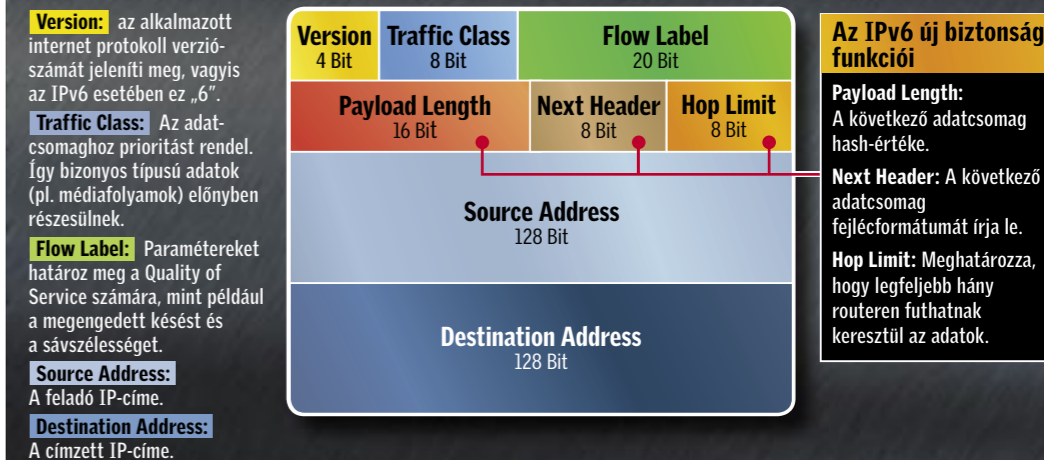 Version: az alkalmazott
internet protokoll verzió-
számát jeleníti meg, vagyis
az IPv6 esetében ez „6”.
Traffic Class: Az adat-
csomaghoz prioritást rendel.
Így bizonyos típusú adatok
(pl. médiafolyamok) előnyben
részesülnek.
Flow Label: Paramétereket
határoz meg a Quality of
Service számára, mint például
a megengedett késést és
a sávszélességet.
Source Address:
A feladó IP-címe.
Destination Address:
A címzett IP-címe.
Version
4 Bit
Traffic Class
8 Bit
Flow Label
20 Bit
Payload Length
16 Bit
Next Header
8 Bit
Hop Limit
8 Bit
Source Address
128 Bit
Destination Address
128 Bit
Az IPv6 új biztonság
funkciói
Payload Length:
A következő adatcsomag
hash-értéke.
Next Header: A következő
adatcsomag
fejlécformátumát írja le.
Hop Limit: Meghatározza,
hogy legfeljebb hány
routeren futhatnak
keresztül az adatok.